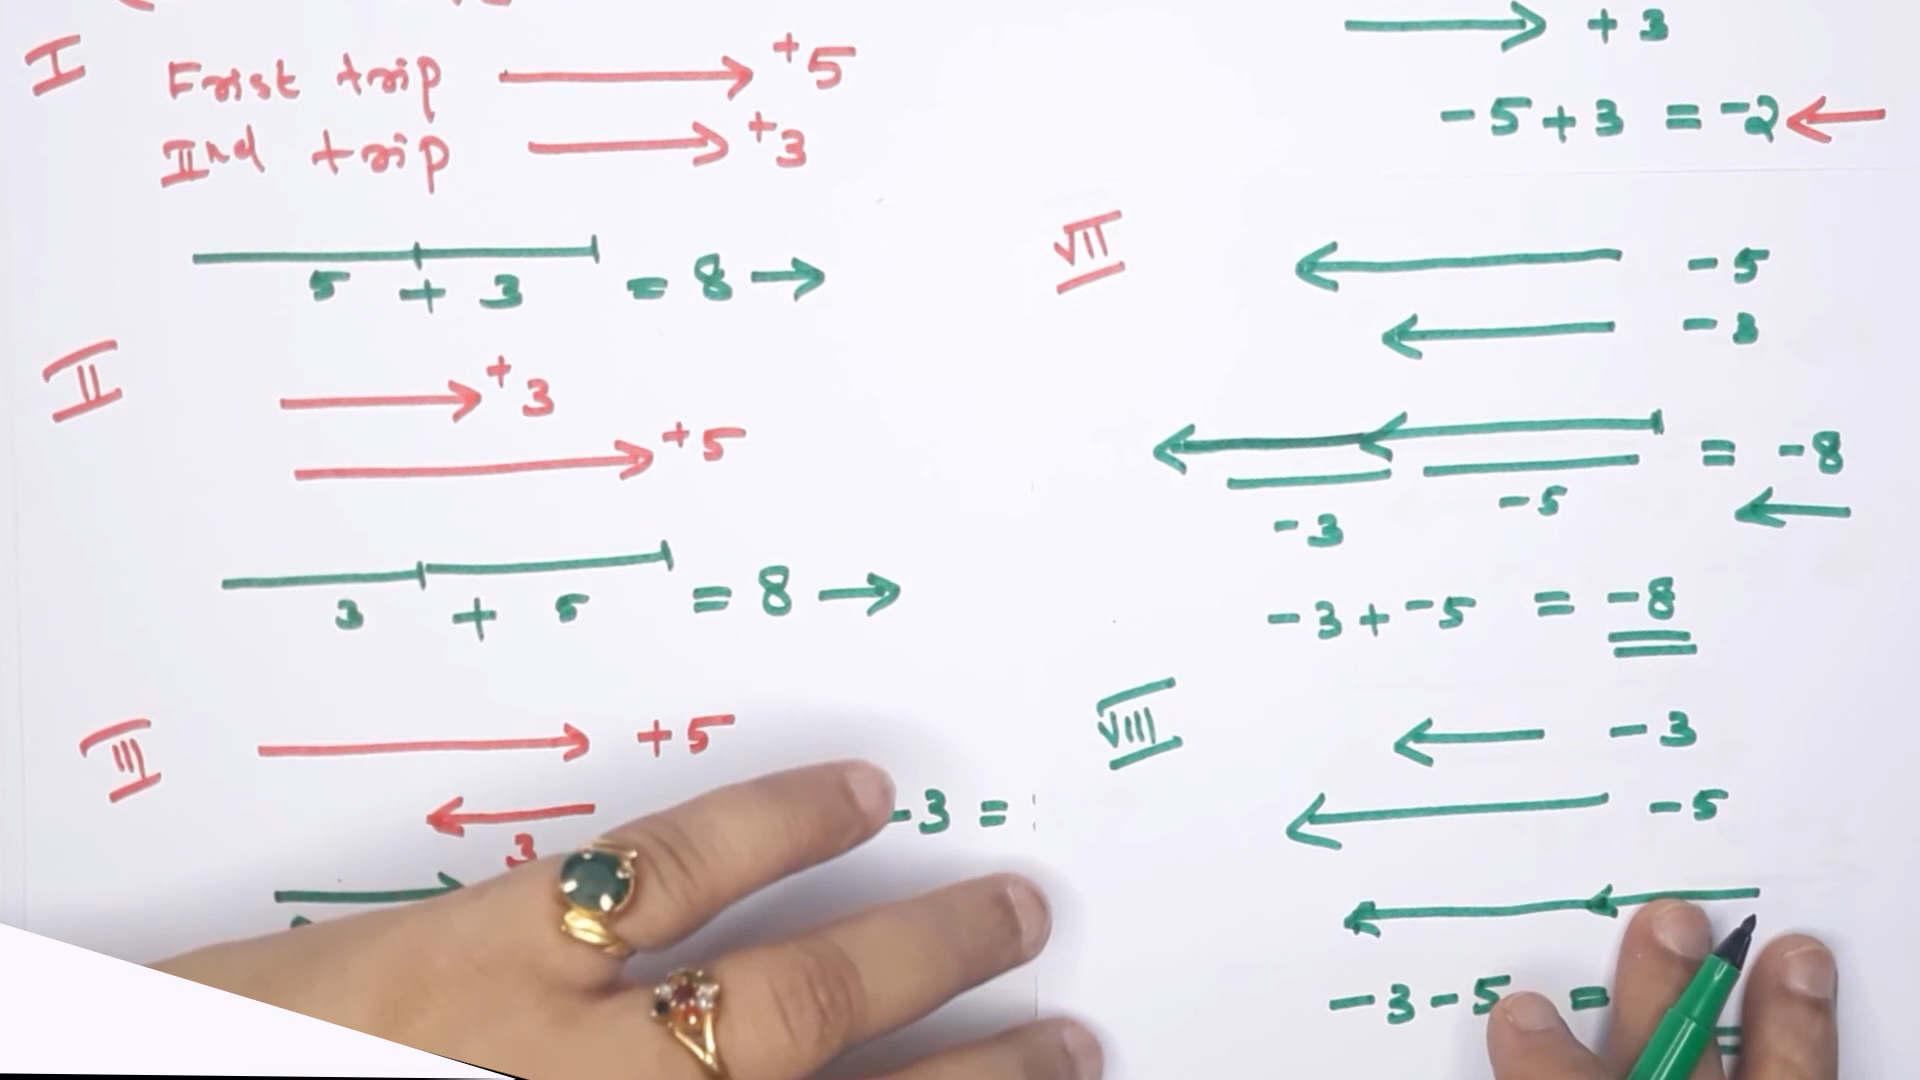 I
Frist trip +5
IInd trip +3
5 + 3 = 8
II
+3
+5
3 + 5 = 8
III
+5
3
-3 =
+3
-5+3 = -2
VII
-5
-3
= -8
-3 -5
-3+-5 = -8
VIII
-3
-5
-3-5 =